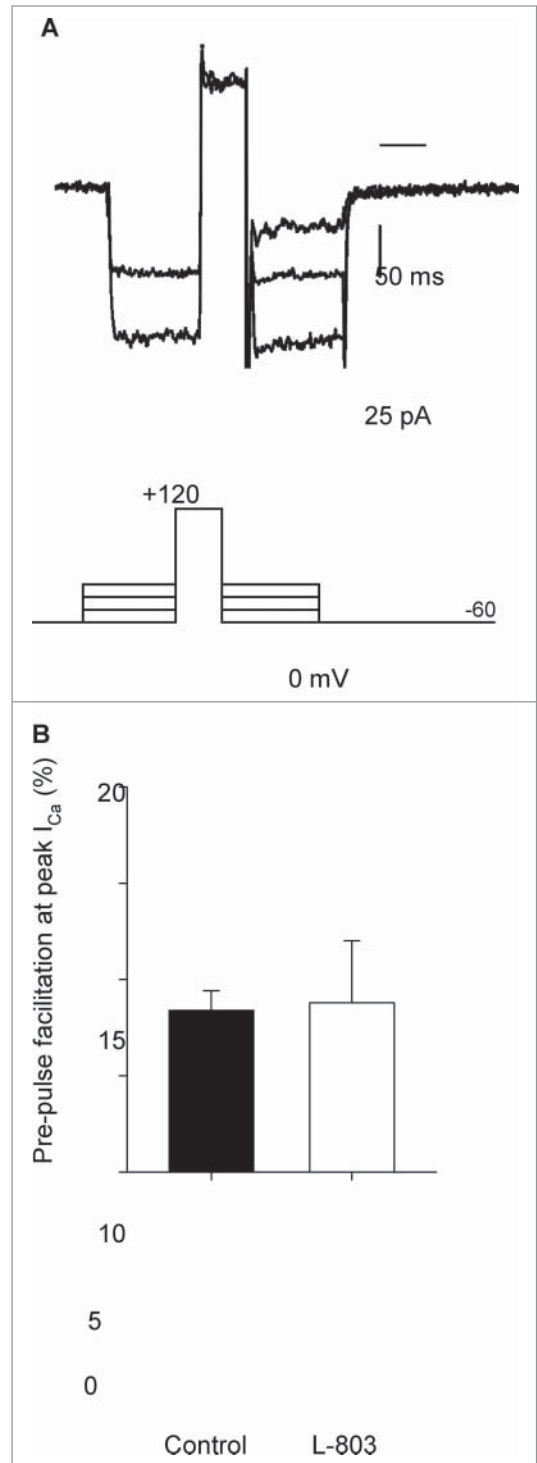 A
50 ms
25 pA
+120
-60
0 mV
B
Pre-pulse facilitation at peak I_Ca (%)
20
15
10
5
0
Control L-803